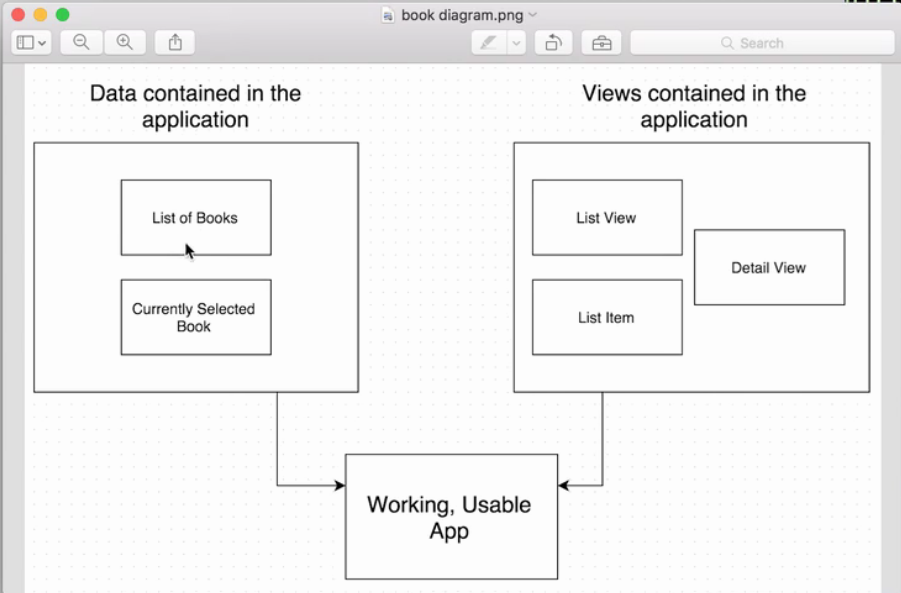 book diagram.png
Search
Data contained in the
application
Views contained in the
application
List of Books
Currently Selected
Book
List View
List Item
Detail View
Working, Usable
App